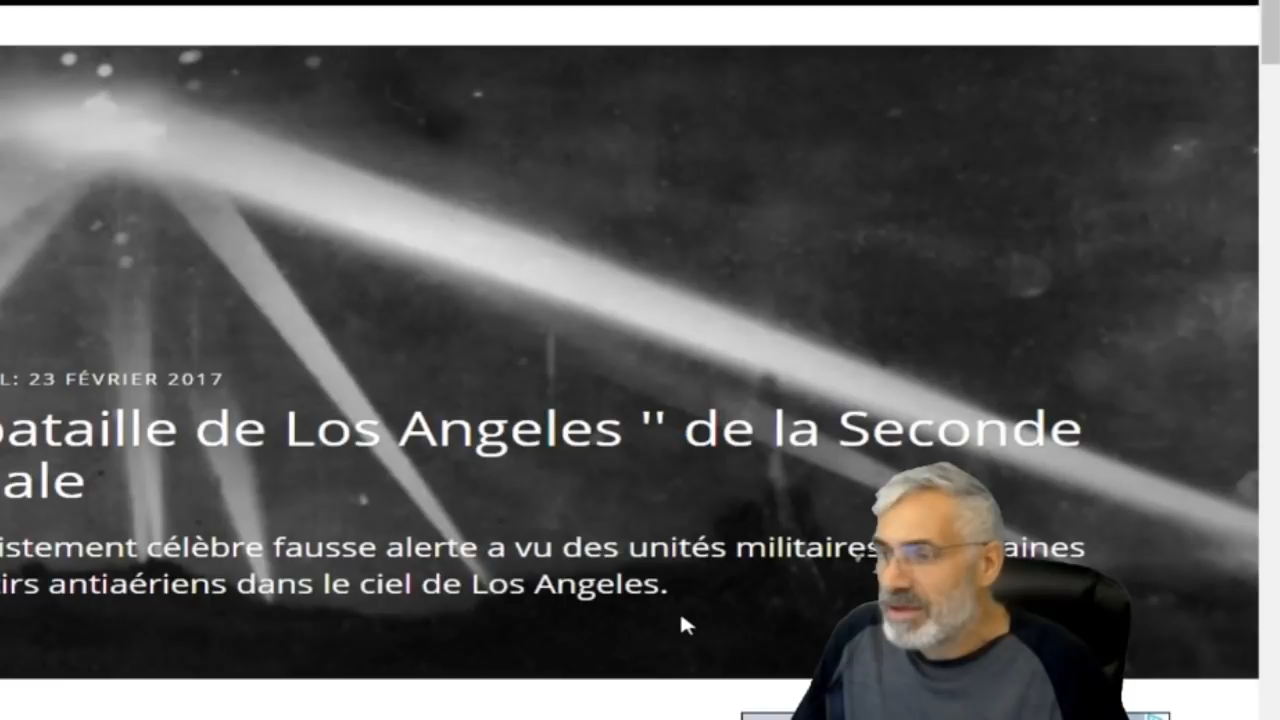 L: 23 FÉVRIER 2017
bataille de Los Angeles " de la Seconde
ale
istement célèbre fausse alerte a vu des unités militaires aines
irs antiaériens dans le ciel de Los Angeles.